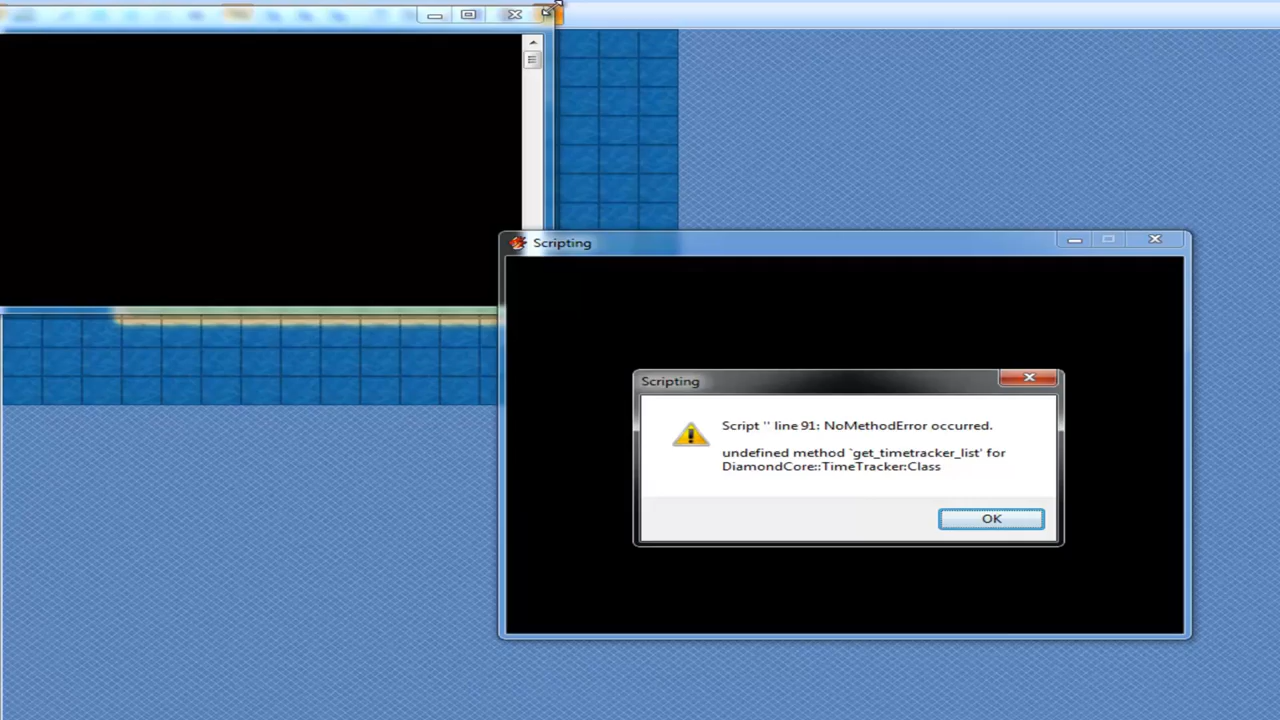 Scripting
Scripting
Script '' line 91: NoMethodError occurred.
undefined method `get_timetracker_list' for
DiamondCore::TimeTracker:Class
OK